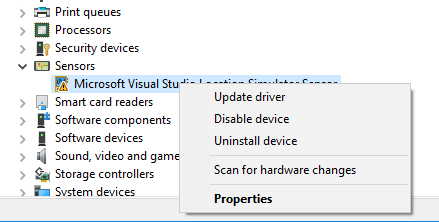 Print queues
Processors
Security devices
Sensors
Microsoft Visual Studio Location Simulator Sensor
Smart card readers
Software components
Software devices
Sound, video and game
Storage controllers
System devices
Update driver
Disable device
Uninstall device
Scan for hardware changes
Properties